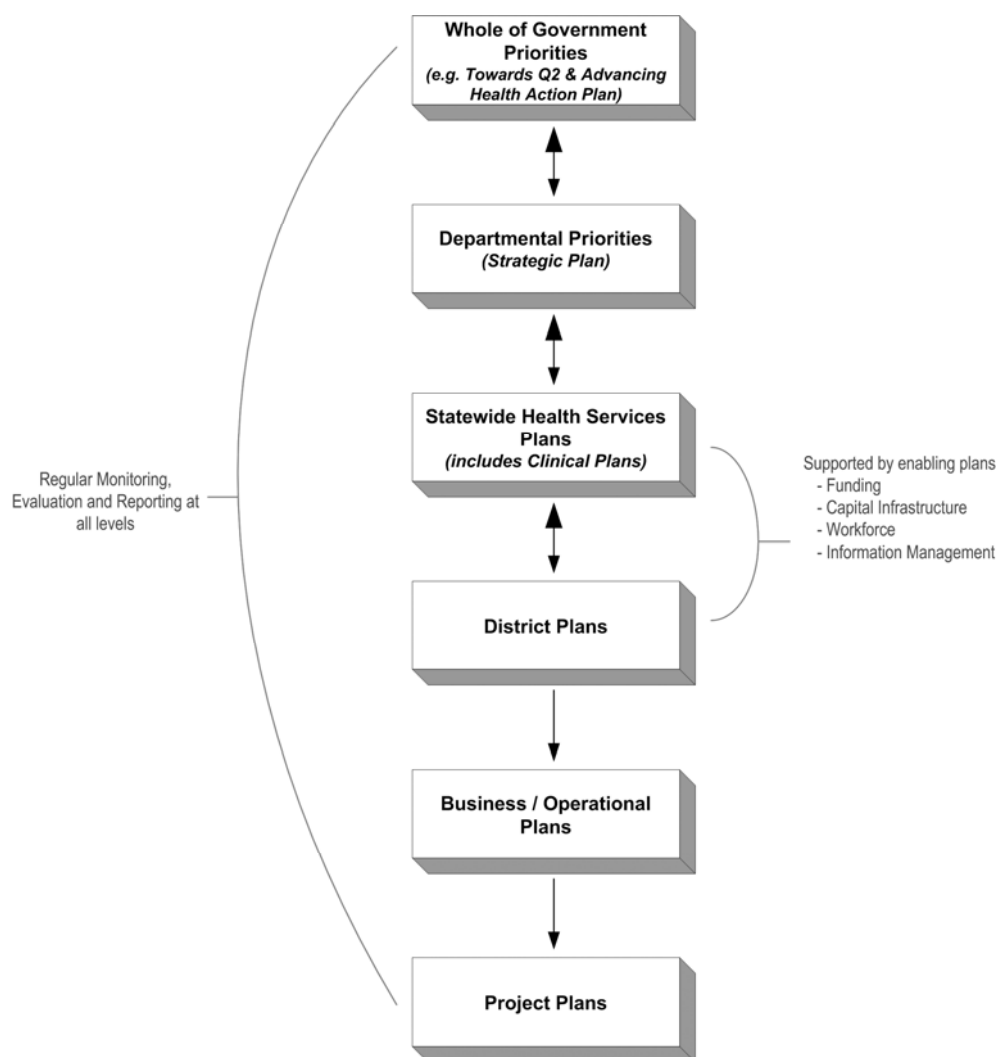 Whole of Government
Priorities
(e.g. Towards Q2 & Advancing
Health Action Plan)
Departmental Priorities
(Strategic Plan)
Statewide Health Services
Plans
(includes Clinical Plans)
Regular Monitoring,
Evaluation and Reporting at
all levels
Supported by enabling plans
- Funding
- Capital Infrastructure
- Workforce
- Information Management
District Plans
Business / Operational
Plans
Project Plans